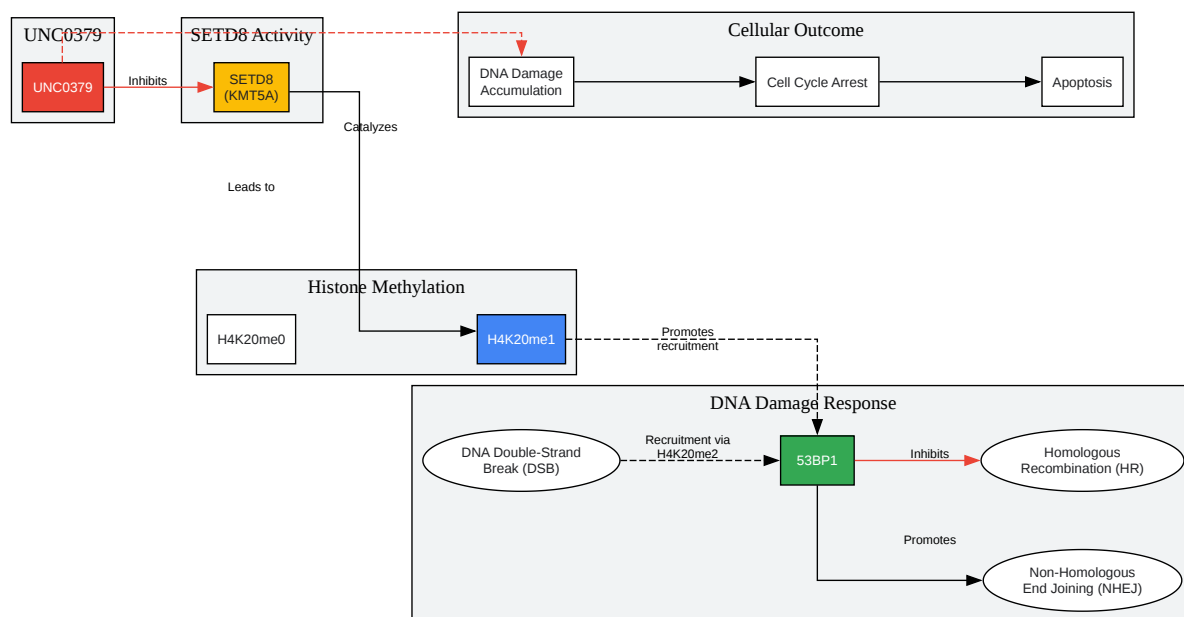 UNC0379
SETD8 Activity
Cellular Outcome
UNC0379
Inhibits
SETD8
(KMT5A)
DNA Damage
Accumulation
Cell Cycle Arrest
Apoptosis
Catalyzes
Leads to
Histone Methylation
H4K20me0
H4K20me1
Promotes
recruitment
DNA Damage Response
DNA Double-Strand
Break (DSB)
Recruitment via
H4K20me2
53BP1
Inhibits
Homologous
Recombination (HR)
Promotes
Non-Homologous
End Joining (NHEJ)